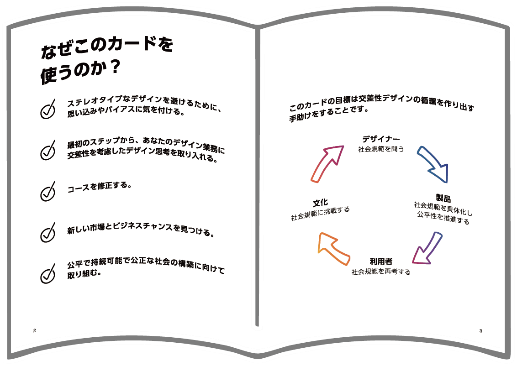 なぜこのカードを
使うのか？
ステレオタイプなデザインを避けるために、
思い込みやバイアスに気を付ける。
最初のステップから、あなたのデザイン業務に
交差性を考慮したデザイン思考を取り入れる。
コースを修正する。
新しい市場とビジネスチャンスを見つける。
公平で持続可能で公正な社会の構築に向けて
取り組む。
このカードの目標は交差性デザインの循環を作り出す
手助けをすることです。
デザイナー
社会規範を問う
製品
社会規範を具体化し
公平性を推進する
利用者
社会規範を再考する
文化
社会規範に挑戦する